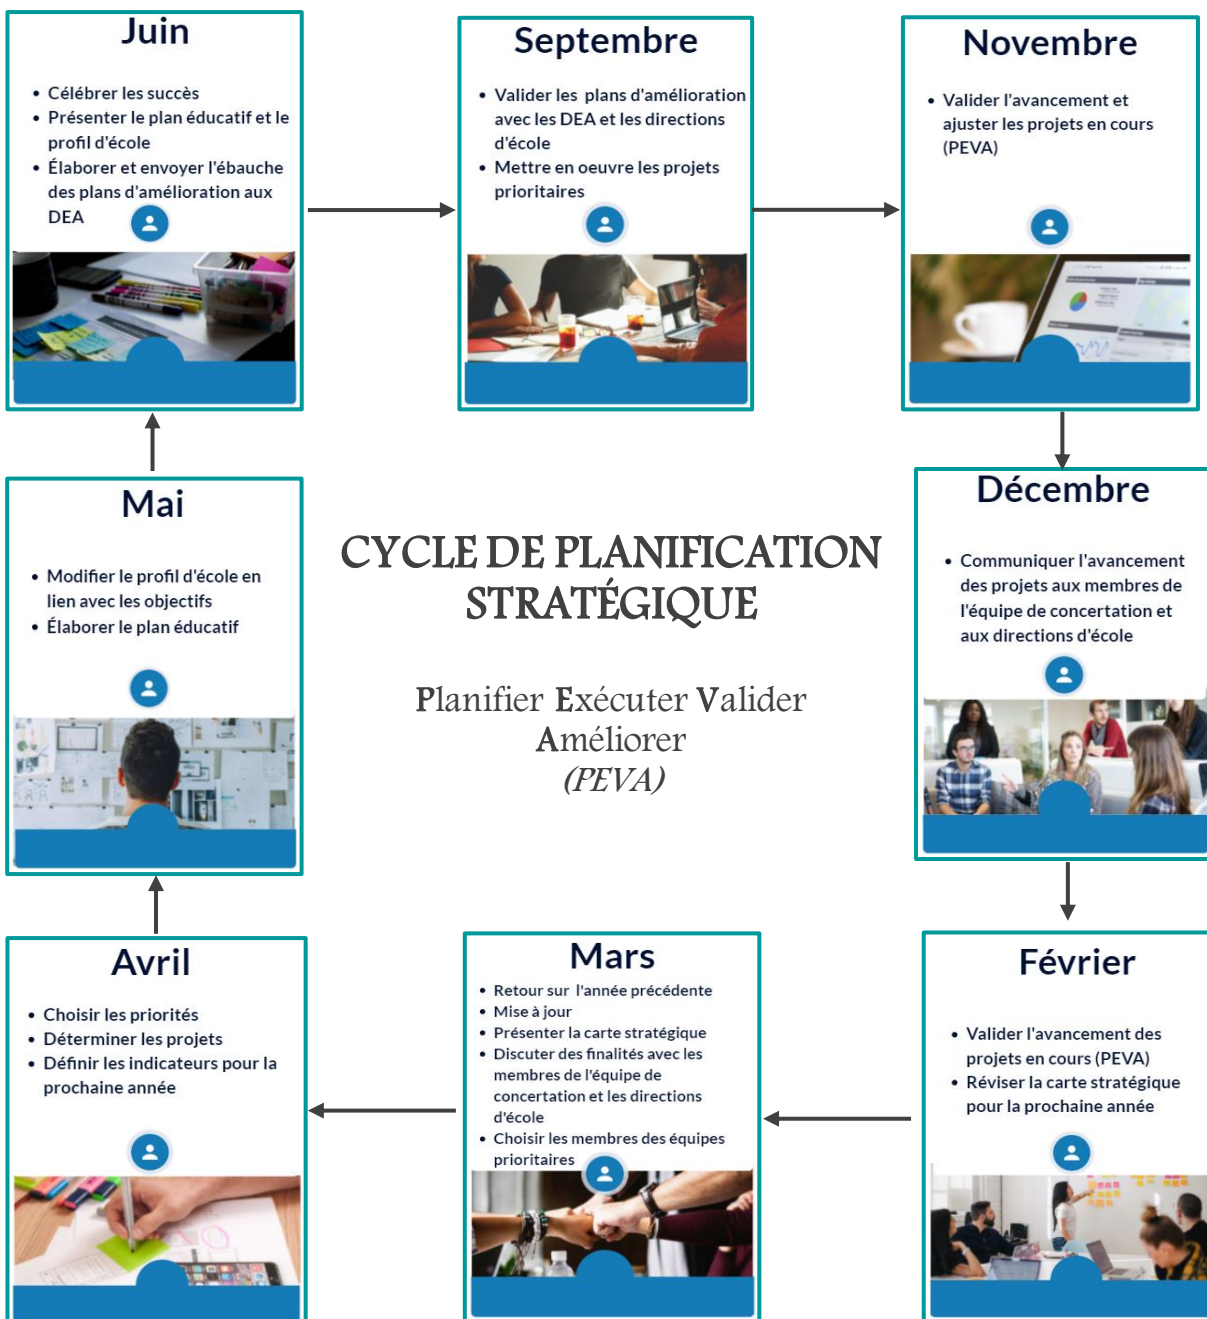 Juin
• Célébrer les succès
• Présenter le plan éducatif et le
profil d'école
• Élaborer et envoyer l'ébauche
des plans d'amélioration aux
DEA
Septembre
• Valider les plans d'amélioration
avec les DEA et les directions
d'école
• Mettre en oeuvre les projets
prioritaires
Novembre
• Valider l'avancement et
ajuster les projets en cours
(PEVA)
Décembre
• Communiquer l'avancement
des projets aux membres de
l'équipe de concertation et
aux directions d'école
Février
• Valider l'avancement des
projets en cours (PEVA)
• Réviser la carte stratégique
pour la prochaine année
Mars
• Retour sur l'année précédente
• Mise à jour
• Présenter la carte stratégique
• Discuter des finalités avec les
membres de l'équipe de
concertation et les directions
d'école
• Choisir les membres des équipes
prioritaires
Avril
• Choisir les priorités
• Déterminer les projets
• Définir les indicateurs pour la
prochaine année
Mai
• Modifier le profil d'école en
lien avec les objectifs
• Élaborer le plan éducatif
CYCLE DE PLANIFICATION
STRATÉGIQUE
Planifier Exécuter Valider
Améliorer
(PEVA)